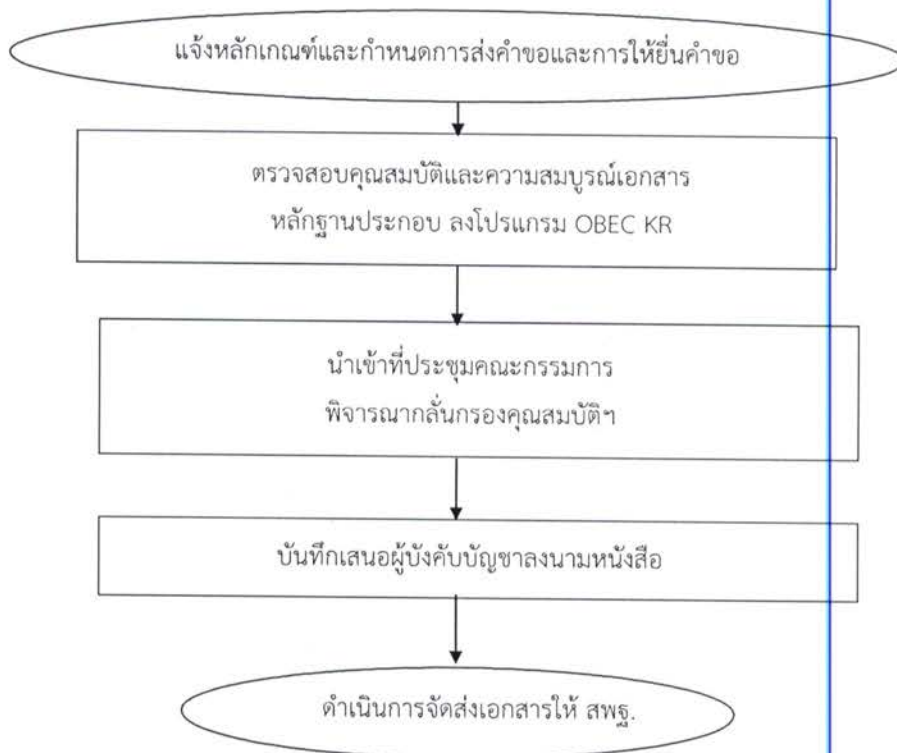 แจ้งหลักเกณฑ์และกำหนดการส่งคำขอและการให้ยื่นคำขอ
ตรวจสอบคุณสมบัติและความสมบูรณ์เอกสาร
หลักฐานประกอบ ลงโปรแกรม OBEC KR
นำเข้าที่ประชุมคณะกรรมการ
พิจารณากลั่นกรองคุณสมบัติฯ
บันทึกเสนอผู้บังคับบัญชาลงนามหนังสือ
ดำเนินการจัดส่งเอกสารให้ สพฐ.